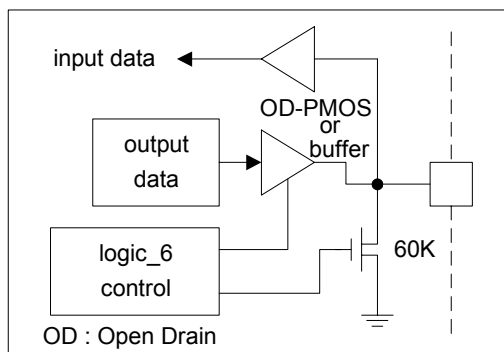 input data
OD-PMOS
or
buffer
output
data
logic_6
control
60K
OD : Open Drain